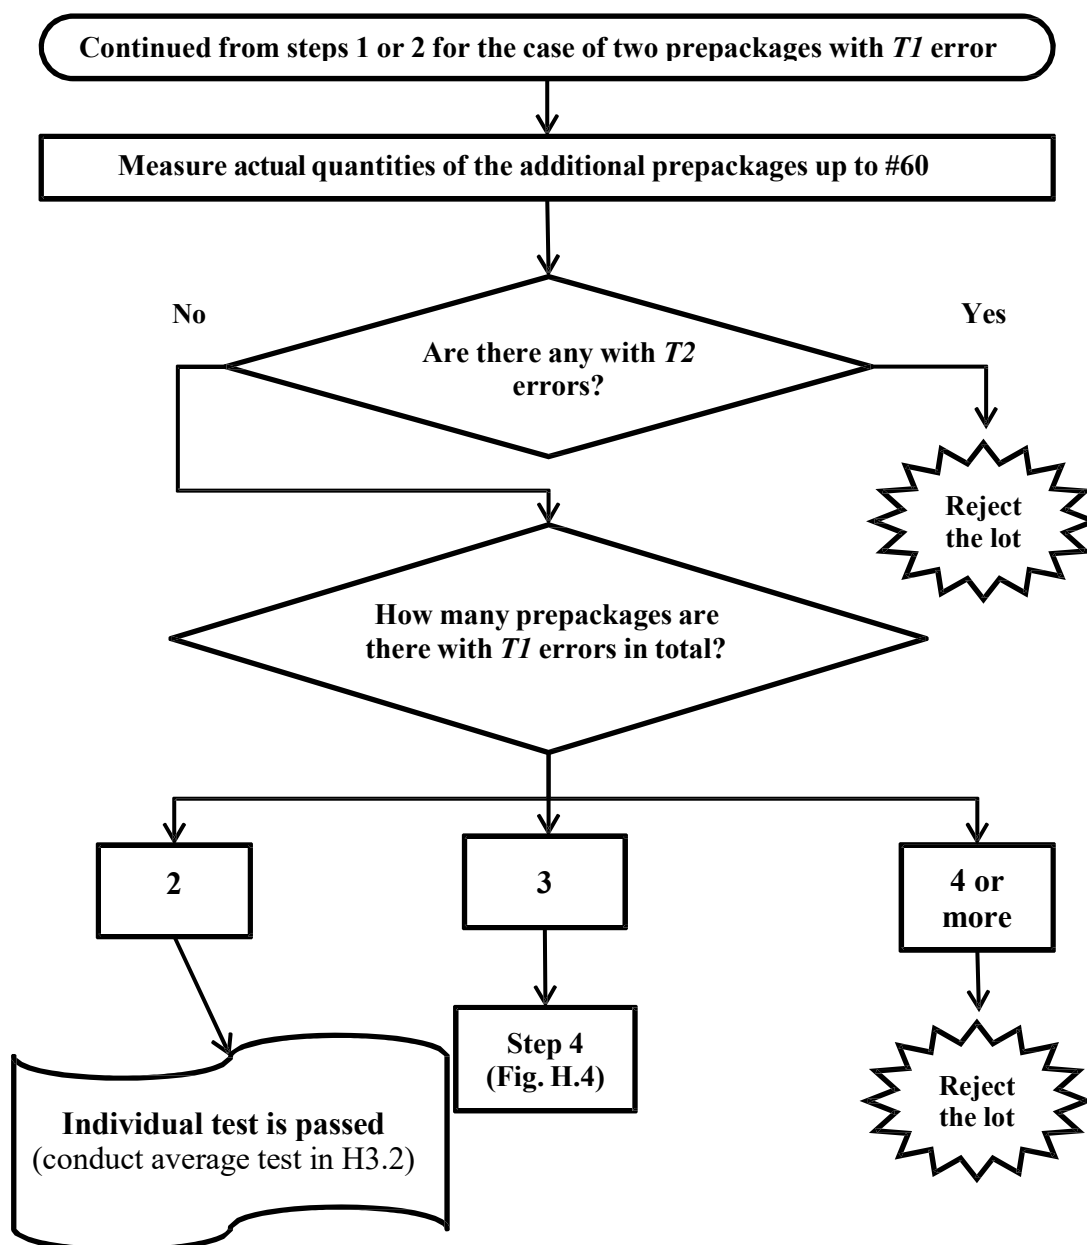 Continued from steps 1 or 2 for the case of two prepackages with T1 error
Measure actual quantities of the additional prepackages up to #60
No
Yes
Are there any with T2
errors?
Reject
the lot
How many prepackages are
there with T1 errors in total?
2
3
4 or
more
Step 4
(Fig. H.4)
Individual test is passed
(conduct average test in H3.2)
Reject
the lot